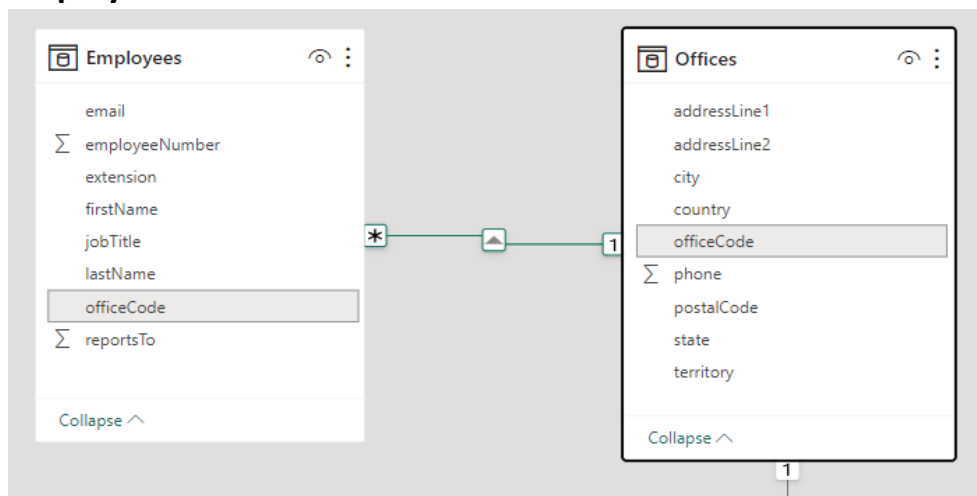 Employees
email
Σ employeeNumber
extension
firstName
jobTitle
lastName
officeCode
Σ reportsTo
Collapse
* 1
Offices
addressLine1
addressLine2
city
country
officeCode
Σ phone
postalCode
state
territory
Collapse
1